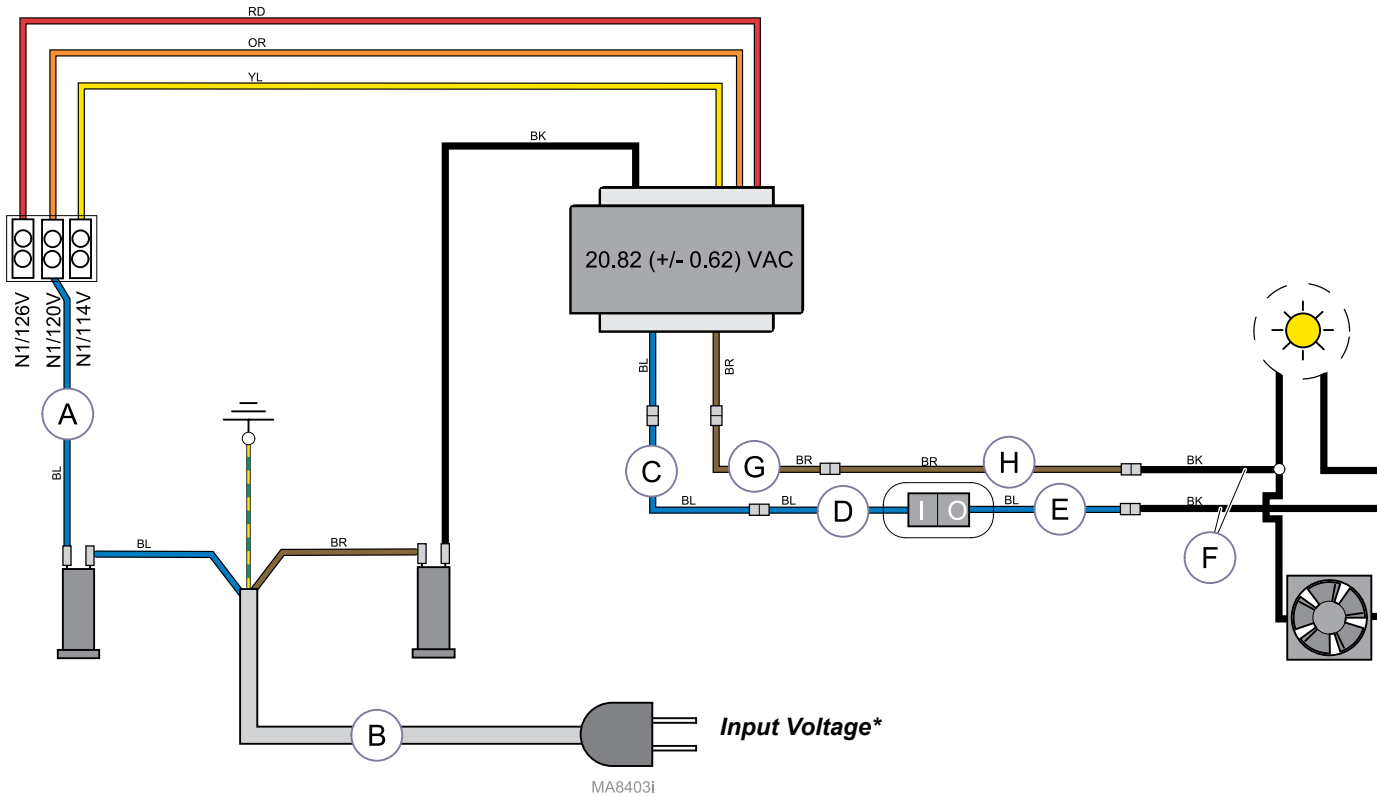 RD
OR
YL
BK
20.82 (+/- 0.62) VAC
N1/126V
N1/120V
N1/114V
BL
BR
A
C
G
BR
BR
H
BK
BL
BL
D
I O
BL
E
BK
F
BL
BL
BR
B
Input Voltage*
MA8403i